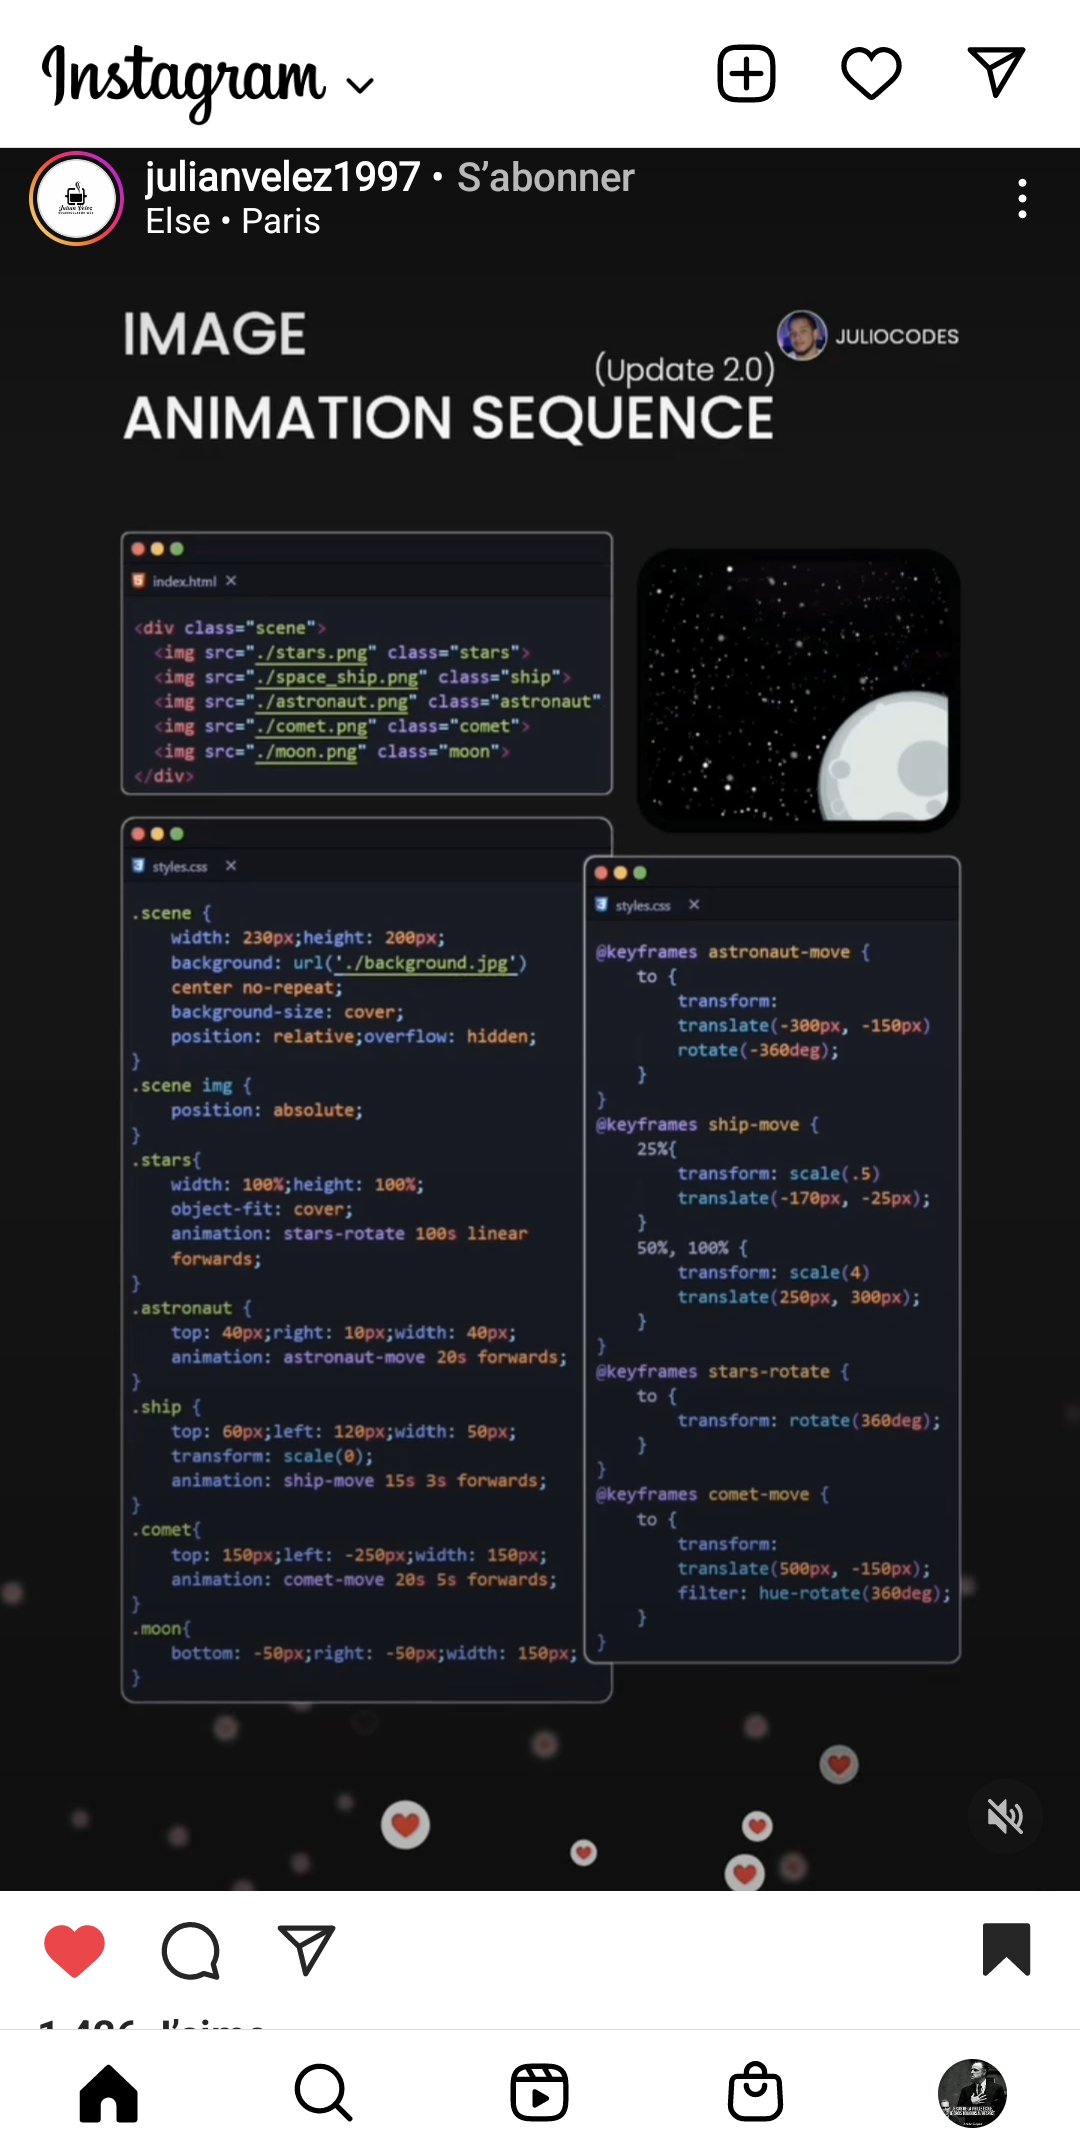 Instagram
julianvelez1997 • S’abonner
Else • Paris
IMAGE
(Update 2.0)
ANIMATION SEQUENCE
JULIOCODES
index.html ✕
<div class="scene">
<img src="./stars.png" class="stars">
<img src="./space_ship.png" class="ship">
<img src="./astronaut.png" class="astronaut"
<img src="./comet.png" class="comet">
<img src="./moon.png" class="moon">
</div>
styles.css ✕
.scene {
width: 230px;height: 200px;
background: url('./background.jpg')
center no-repeat;
background-size: cover;
position: relative;overflow: hidden;
}
.scene img {
position: absolute;
}
.stars{
width: 100%;height: 100%;
object-fit: cover;
animation: stars-rotate 100s linear
forwards;
}
.astronaut {
top: 40px;right: 10px;width: 40px;
animation: astronaut-move 20s forwards;
}
.ship {
top: 60px;left: 120px;width: 50px;
transform: scale(0);
animation: ship-move 15s 3s forwards;
}
.comet{
top: 150px;left: -250px;width: 150px;
animation: comet-move 20s 5s forwards;
}
.moon{
bottom: -50px;right: -50px;width: 150px;
}
styles.css ✕
@keyframes astronaut-move {
to {
transform:
translate(-300px, -150px)
rotate(-360deg);
}
}
@keyframes ship-move {
25%{
transform: scale(.5)
translate(-170px, -25px);
}
50%, 100% {
transform: scale(4)
translate(250px, 300px);
}
}
@keyframes stars-rotate {
to {
transform: rotate(360deg);
}
}
@keyframes comet-move {
to {
transform:
translate(500px, -150px);
filter: hue-rotate(360deg);
}
}